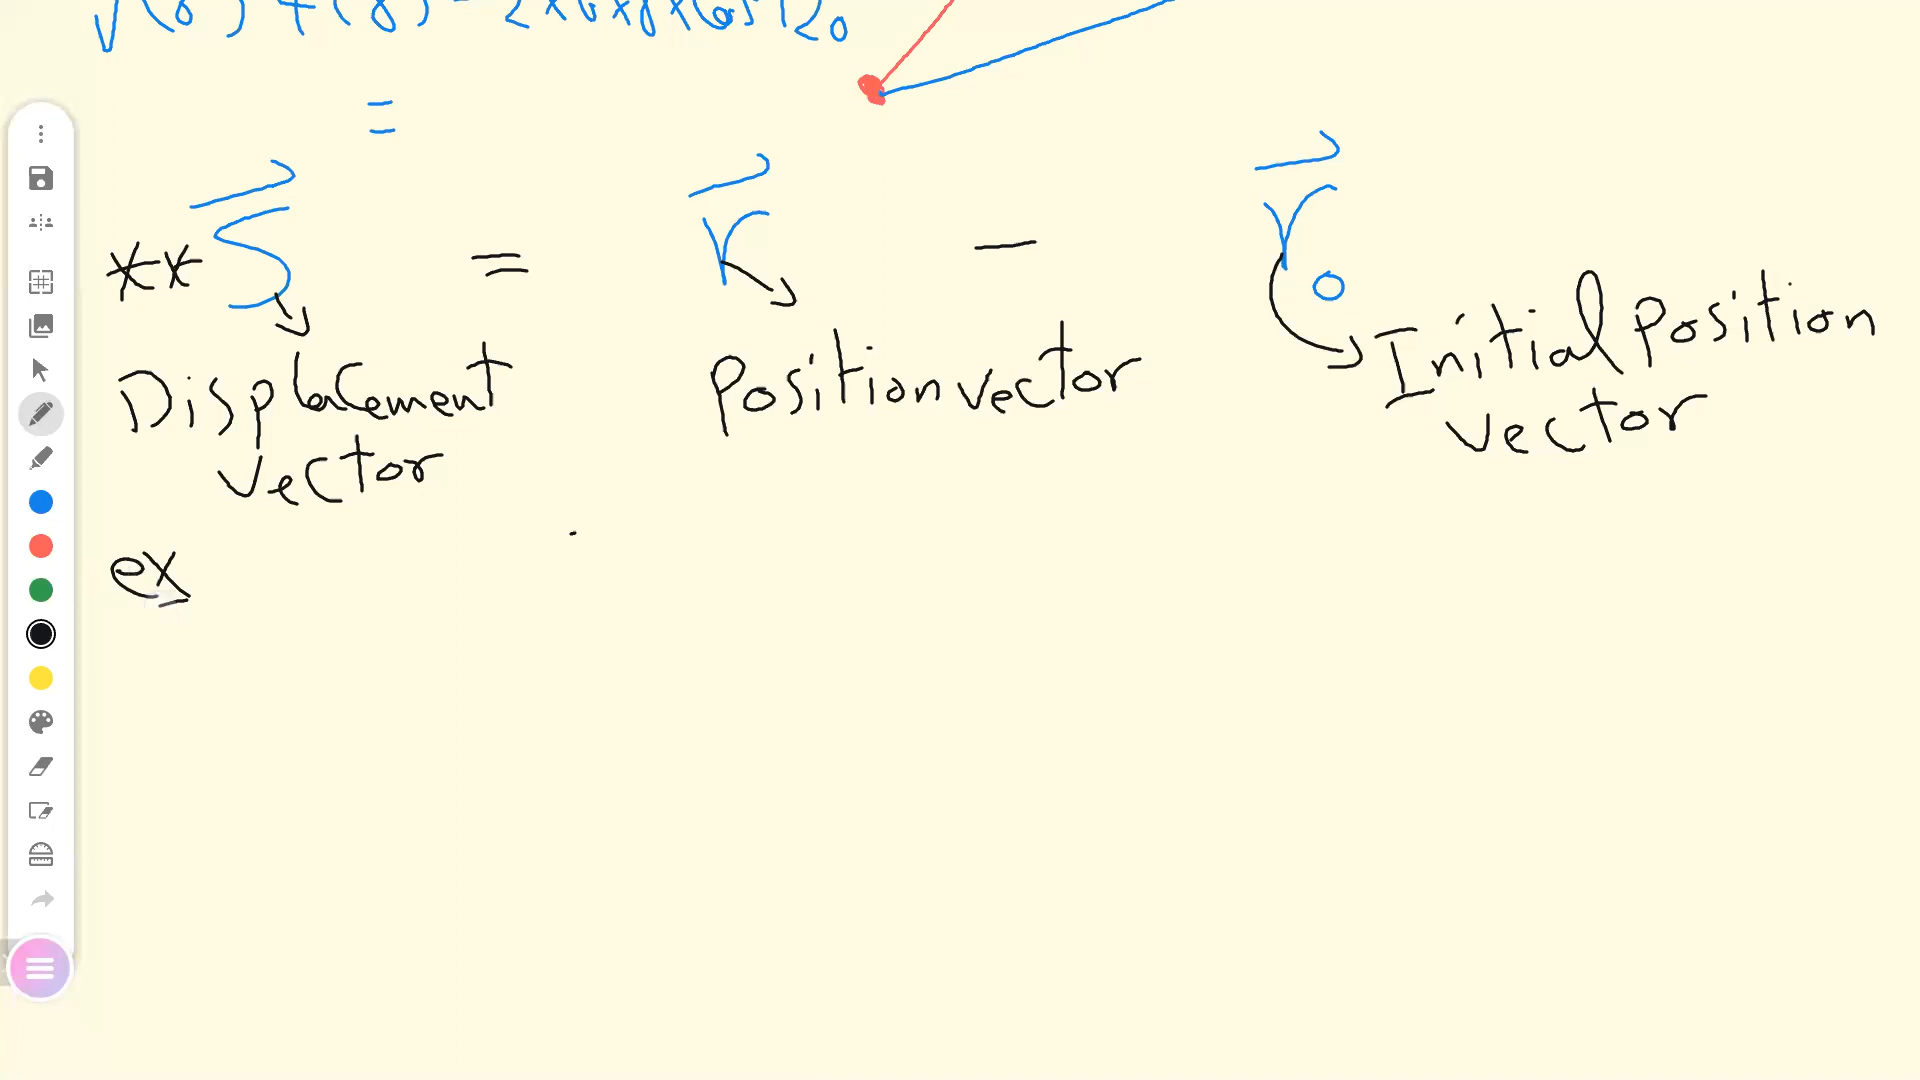 = 
** S = r - r₀
Displacement Position vector Initial Position
vector vector
ex